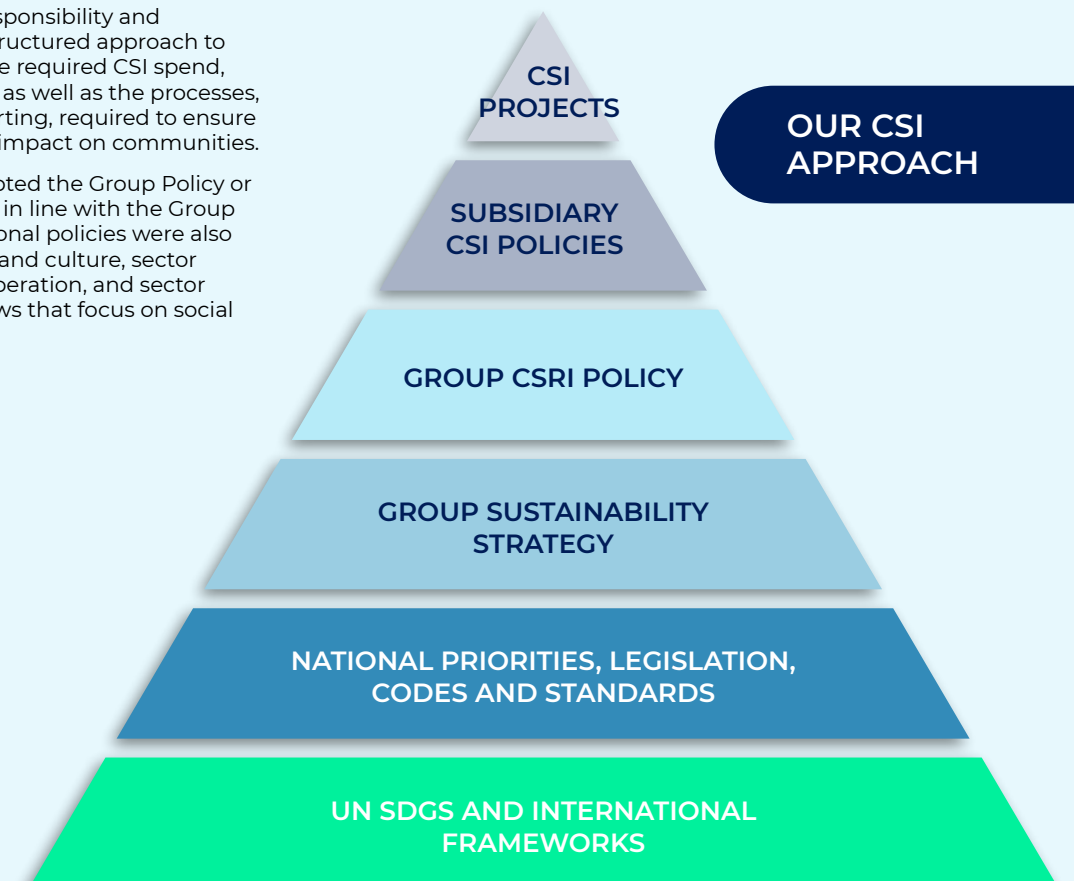 sponsibility and
ructured approach to
e required CSI spend,
as well as the processes,
rting, required to ensure
impact on communities.
pted the Group Policy or
in line with the Group
onal policies were also
and culture, sector
peration, and sector
ws that focus on social
CSI
PROJECTS
OUR CSI
APPROACH
SUBSIDIARY
CSI POLICIES
GROUP CSRI POLICY
GROUP SUSTAINABILITY
STRATEGY
NATIONAL PRIORITIES, LEGISLATION,
CODES AND STANDARDS
UN SDGS AND INTERNATIONAL
FRAMEWORKS